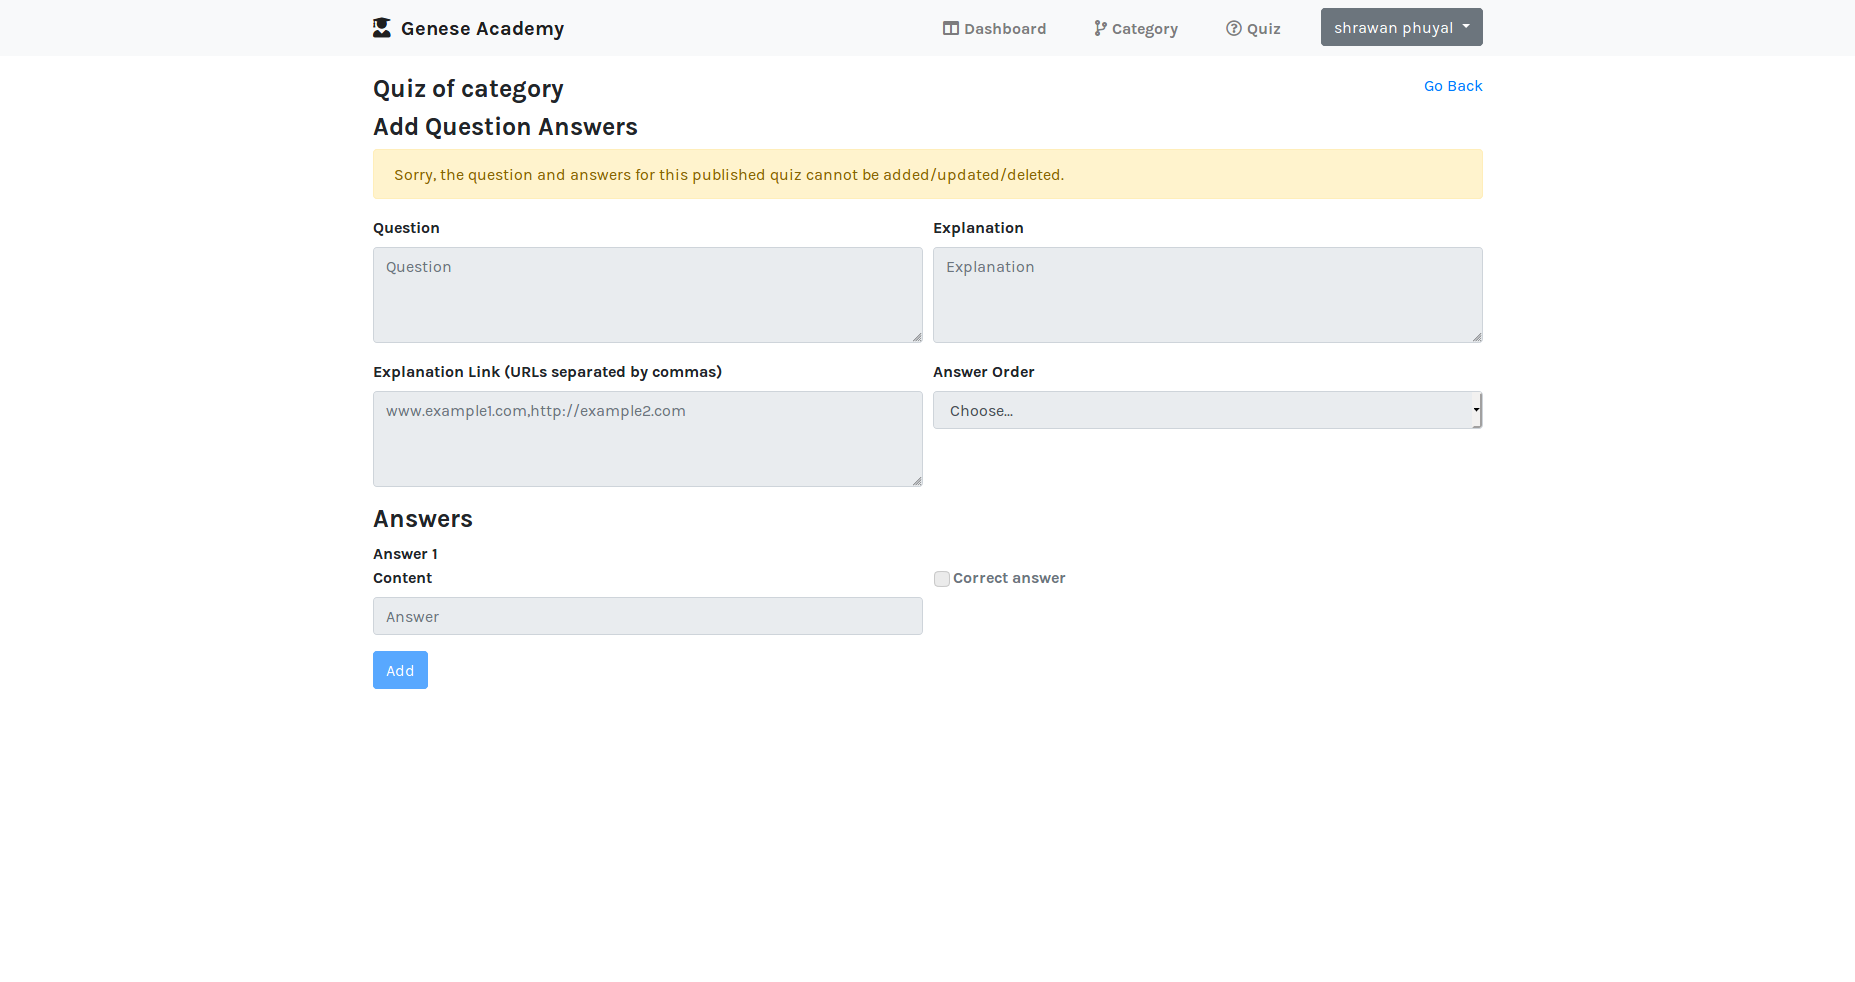 Genese Academy
Dashboard
Category
Quiz
shrawan phuyal
Quiz of category
Go Back
Add Question Answers
Sorry, the question and answers for this published quiz cannot be added/updated/deleted.
Question
Explanation
Question
Explanation
Explanation Link (URLs separated by commas)
Answer Order
www.example1.com,http://example2.com
Choose...
Answers
Answer 1
Content
Correct answer
Answer
Add